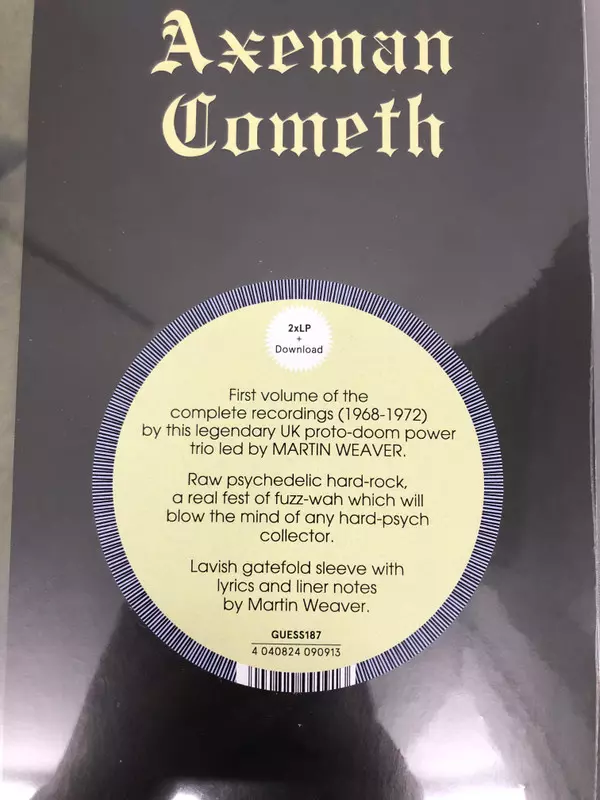 Axeman
Cometh
2xLP
+
Download
First volume of the
complete recordings (1968-1972)
by this legendary UK proto-doom power
trio led by MARTIN WEAVER.
Raw psychedelic hard-rock,
a real fest of fuzz-wah which will
blow the mind of any hard-psych
collector.
Lavish gatefold sleeve with
lyrics and liner notes
by Martin Weaver.
GUESS187
4 040824 090913